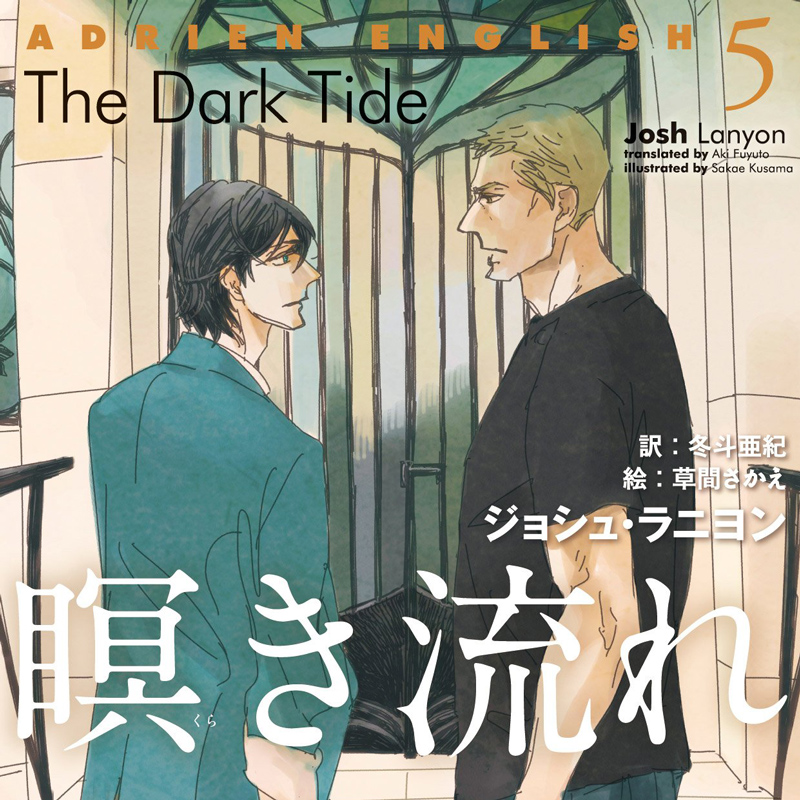 ADRIEN ENGLISH 5
The Dark Tide
Josh Lanyon
translated by Aki Fuyuto
illustrated by Sakae Kusama
訳：冬斗亜紀
絵：草間さかえ
ジョシュ・ラニヨン
瞑き流れ
くら